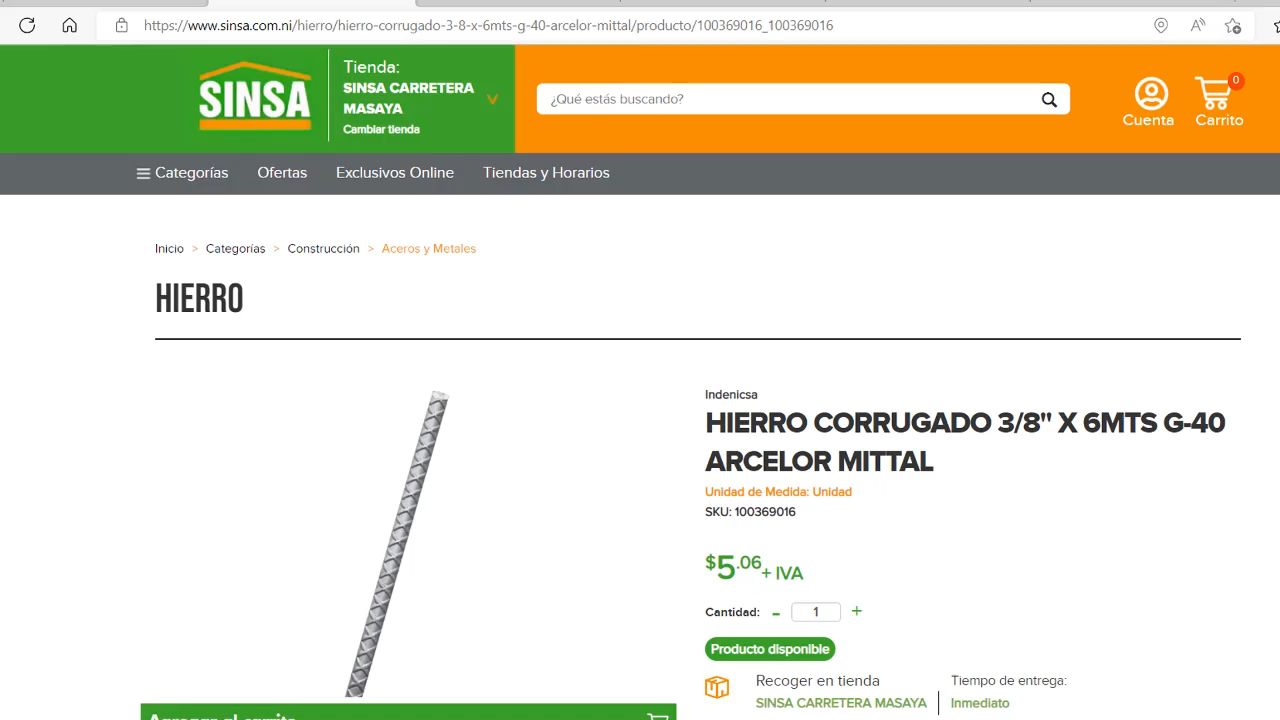 https://www.sinsa.com.ni/hierro/hierro-corrugado-3-8-x-6mts-g-40-arcelor-mittal/producto/100369016_100369016
SINSA
Tienda:
SINSA CARRETERA
MASAYA
Cambiar tienda
¿Qué estás buscando?
Cuenta
0
Carrito
Categorías Ofertas Exclusivos Online Tiendas y Horarios
Inicio > Categorías > Construcción > Aceros y Metales
HIERRO
Indenicsa
HIERRO CORRUGADO 3/8" X 6MTS G-40
ARCELOR MITTAL
Unidad de Medida: Unidad
SKU: 100369016
$5.06+ IVA
Cantidad: - 1 +
Producto disponible
Recoger en tienda
SINSA CARRETERA MASAYA
Tiempo de entrega:
Inmediato
Agregar al carrito